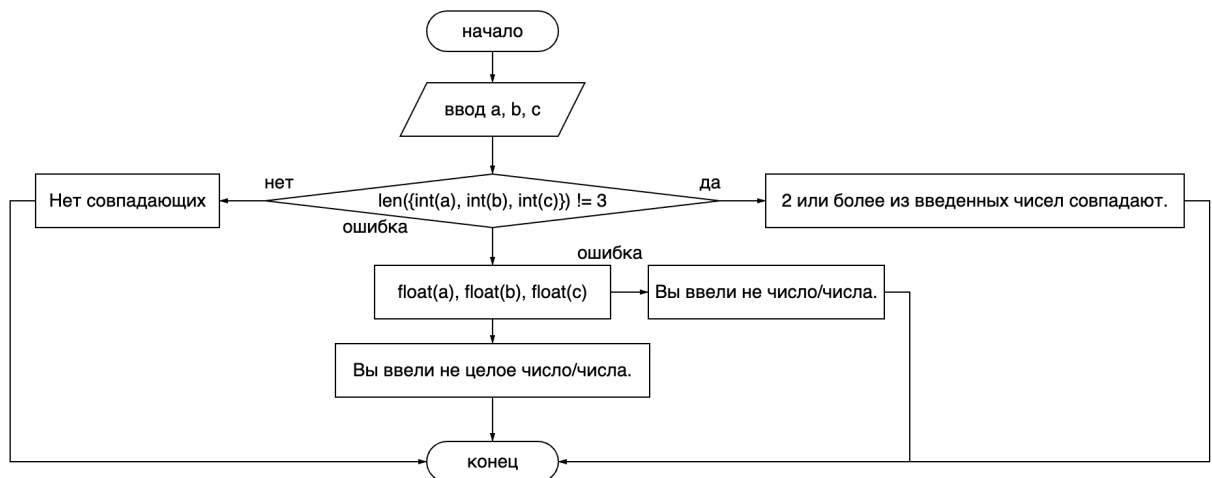 начало
ввод a, b, c
нет
да
Нет совпадающих
len({int(a), int(b), int(c)}) != 3
2 или более из введенных чисел совпадают.
ошибка
ошибка
float(a), float(b), float(c)
Вы ввели не число/числа.
Вы ввели не целое число/числа.
конец